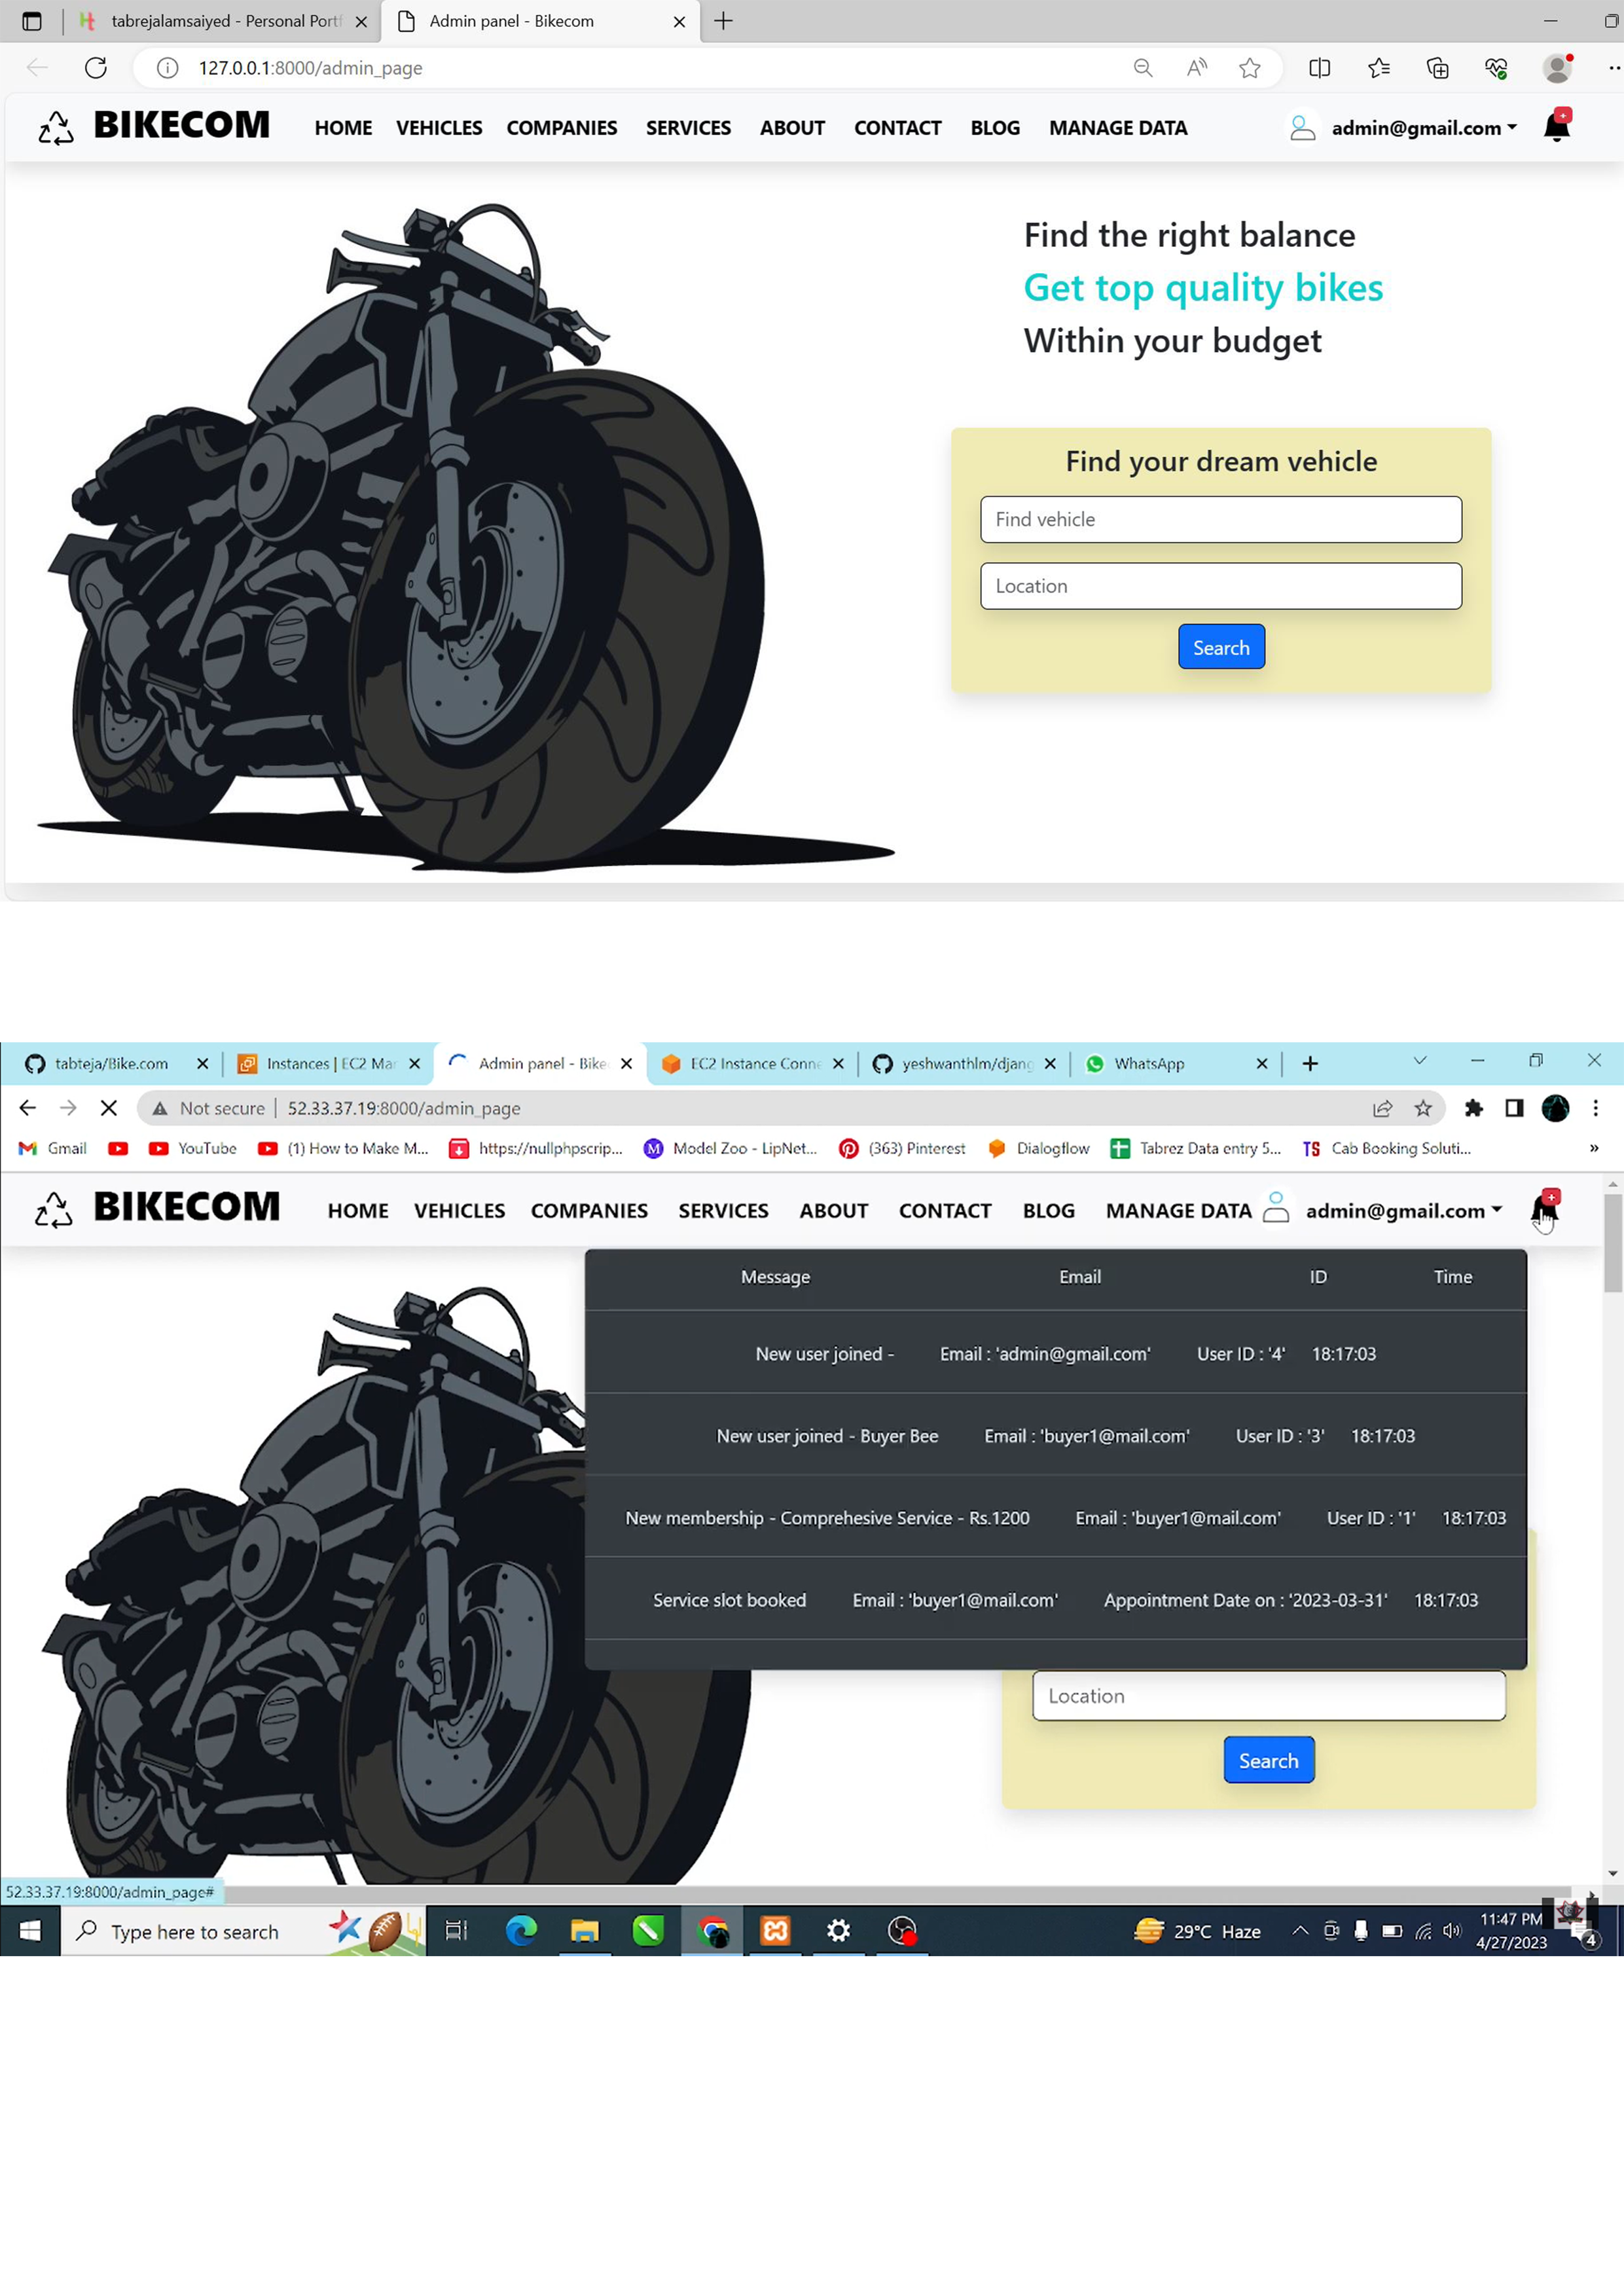 tabrejalamsaiyed - Personal Portf
Admin panel - Bikecom
127.0.0.1:8000/admin_page
BIKECOM HOME VEHICLES COMPANIES SERVICES ABOUT CONTACT BLOG MANAGE DATA admin@gmail.com
Find the right balance
Get top quality bikes
Within your budget
Find your dream vehicle
Find vehicle
Location
Search
tabteja/Bike.com Instances | EC2 Mar Admin panel - Bike EC2 Instance Conne yeshwanthlm/djang WhatsApp
Not secure 52.33.37.19:8000/admin_page
Gmail YouTube (1) How to Make M... https://nullphpscrip... Model Zoo - LipNet... (363) Pinterest Dialogflow Tabrez Data entry 5... TS Cab Booking Soluti... »
BIKECOM HOME VEHICLES COMPANIES SERVICES ABOUT CONTACT BLOG MANAGE DATA admin@gmail.com
Message Email ID Time
New user joined - Email : 'admin@gmail.com' User ID : '4' 18:17:03
New user joined - Buyer Bee Email : 'buyer1@mail.com' User ID : '3' 18:17:03
New membership - Comprehesive Service - Rs.1200 Email : 'buyer1@mail.com' User ID : '1' 18:17:03
Service slot booked Email : 'buyer1@mail.com' Appointment Date on : '2023-03-31' 18:17:03
Location
Search
52.33.37.19:8000/admin_page#
Type here to search 29°C Haze 11:47 PM
4/27/2023 4